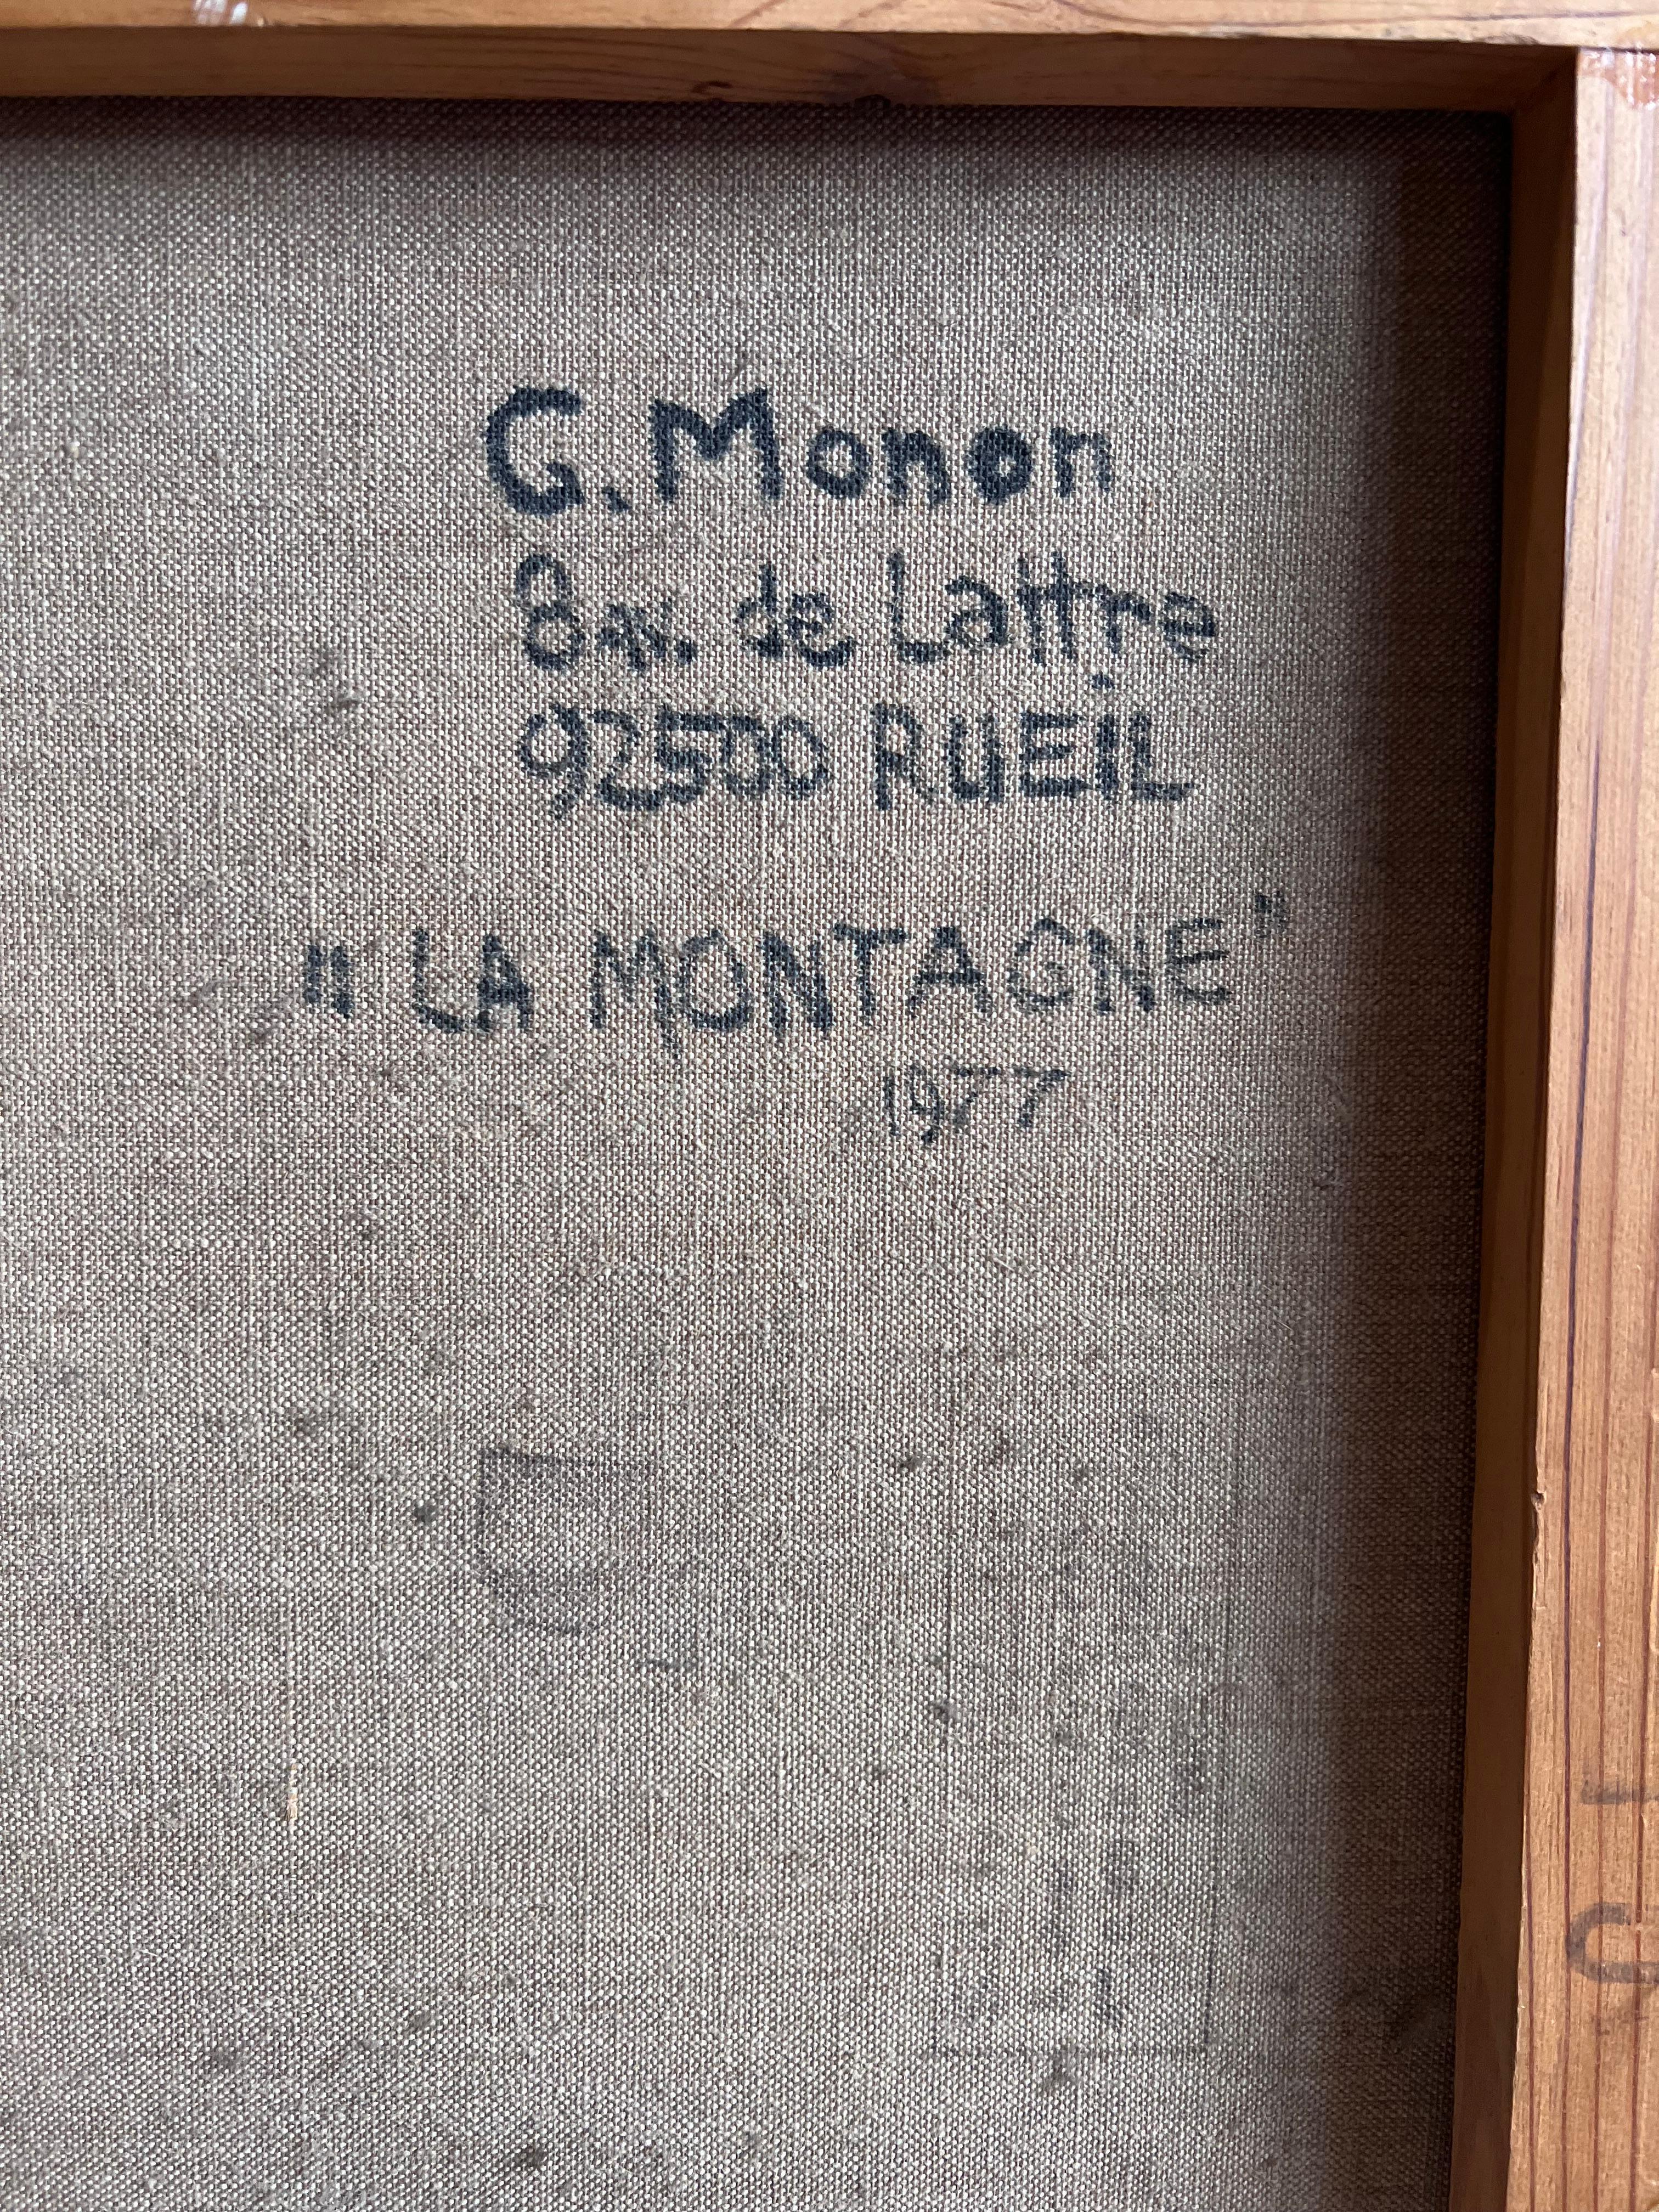 G. Monon
8 av. de Lattre
92500 RUEIL
"LA MONTAGNE"
1977